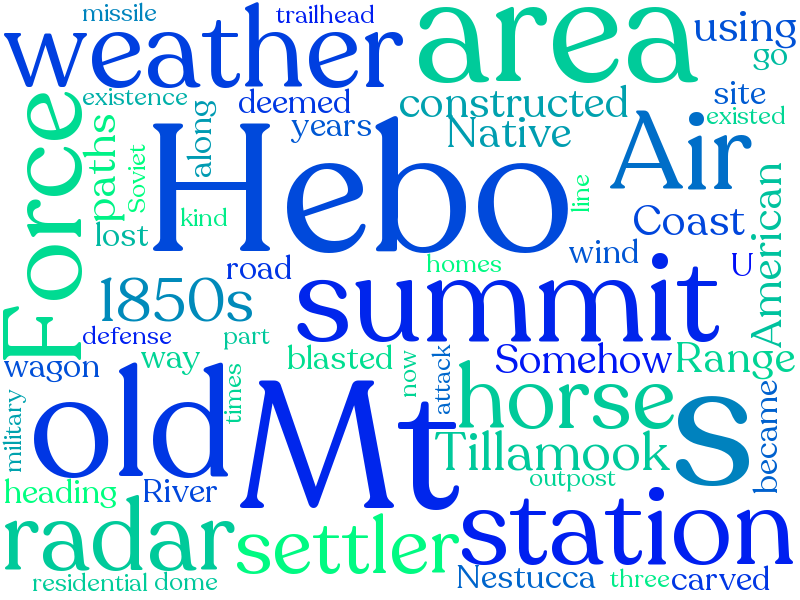 missile
trailhead
weather
area
using
go
existence
deemed
constructed
site
existed
Force
paths
Soviet
along
years
Native
Air
kind
Hebo
line
lost
Coast
American
wind
U
road
homes
1850s
summit
defense
part
way
blasted
now
attack
Somehow
Range
wagon
military
old
times
Mt
horse
s
became
Tillamook
outpost
heading
River
radar
settler
station
residential
dome
Nestucca
three
carved